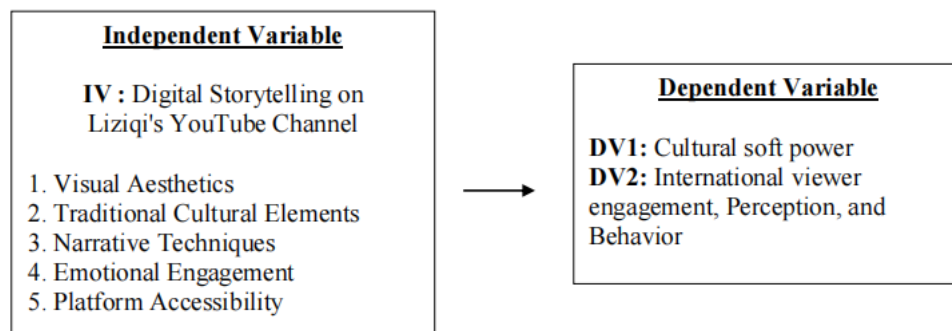 Independent Variable
IV : Digital Storytelling on
Liziqi's YouTube Channel
1. Visual Aesthetics
2. Traditional Cultural Elements
3. Narrative Techniques
4. Emotional Engagement
5. Platform Accessibility
Dependent Variable
DV1: Cultural soft power
DV2: International viewer
engagement, Perception, and
Behavior